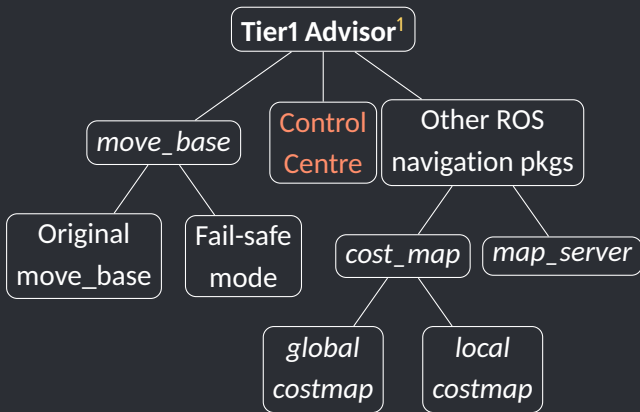 Tier1 Advisor¹
move_base
Control
Centre
Other ROS
navigation pkgs
Original
move_base
Fail-safe
mode
cost_map
map_server
global
costmap
local
costmap